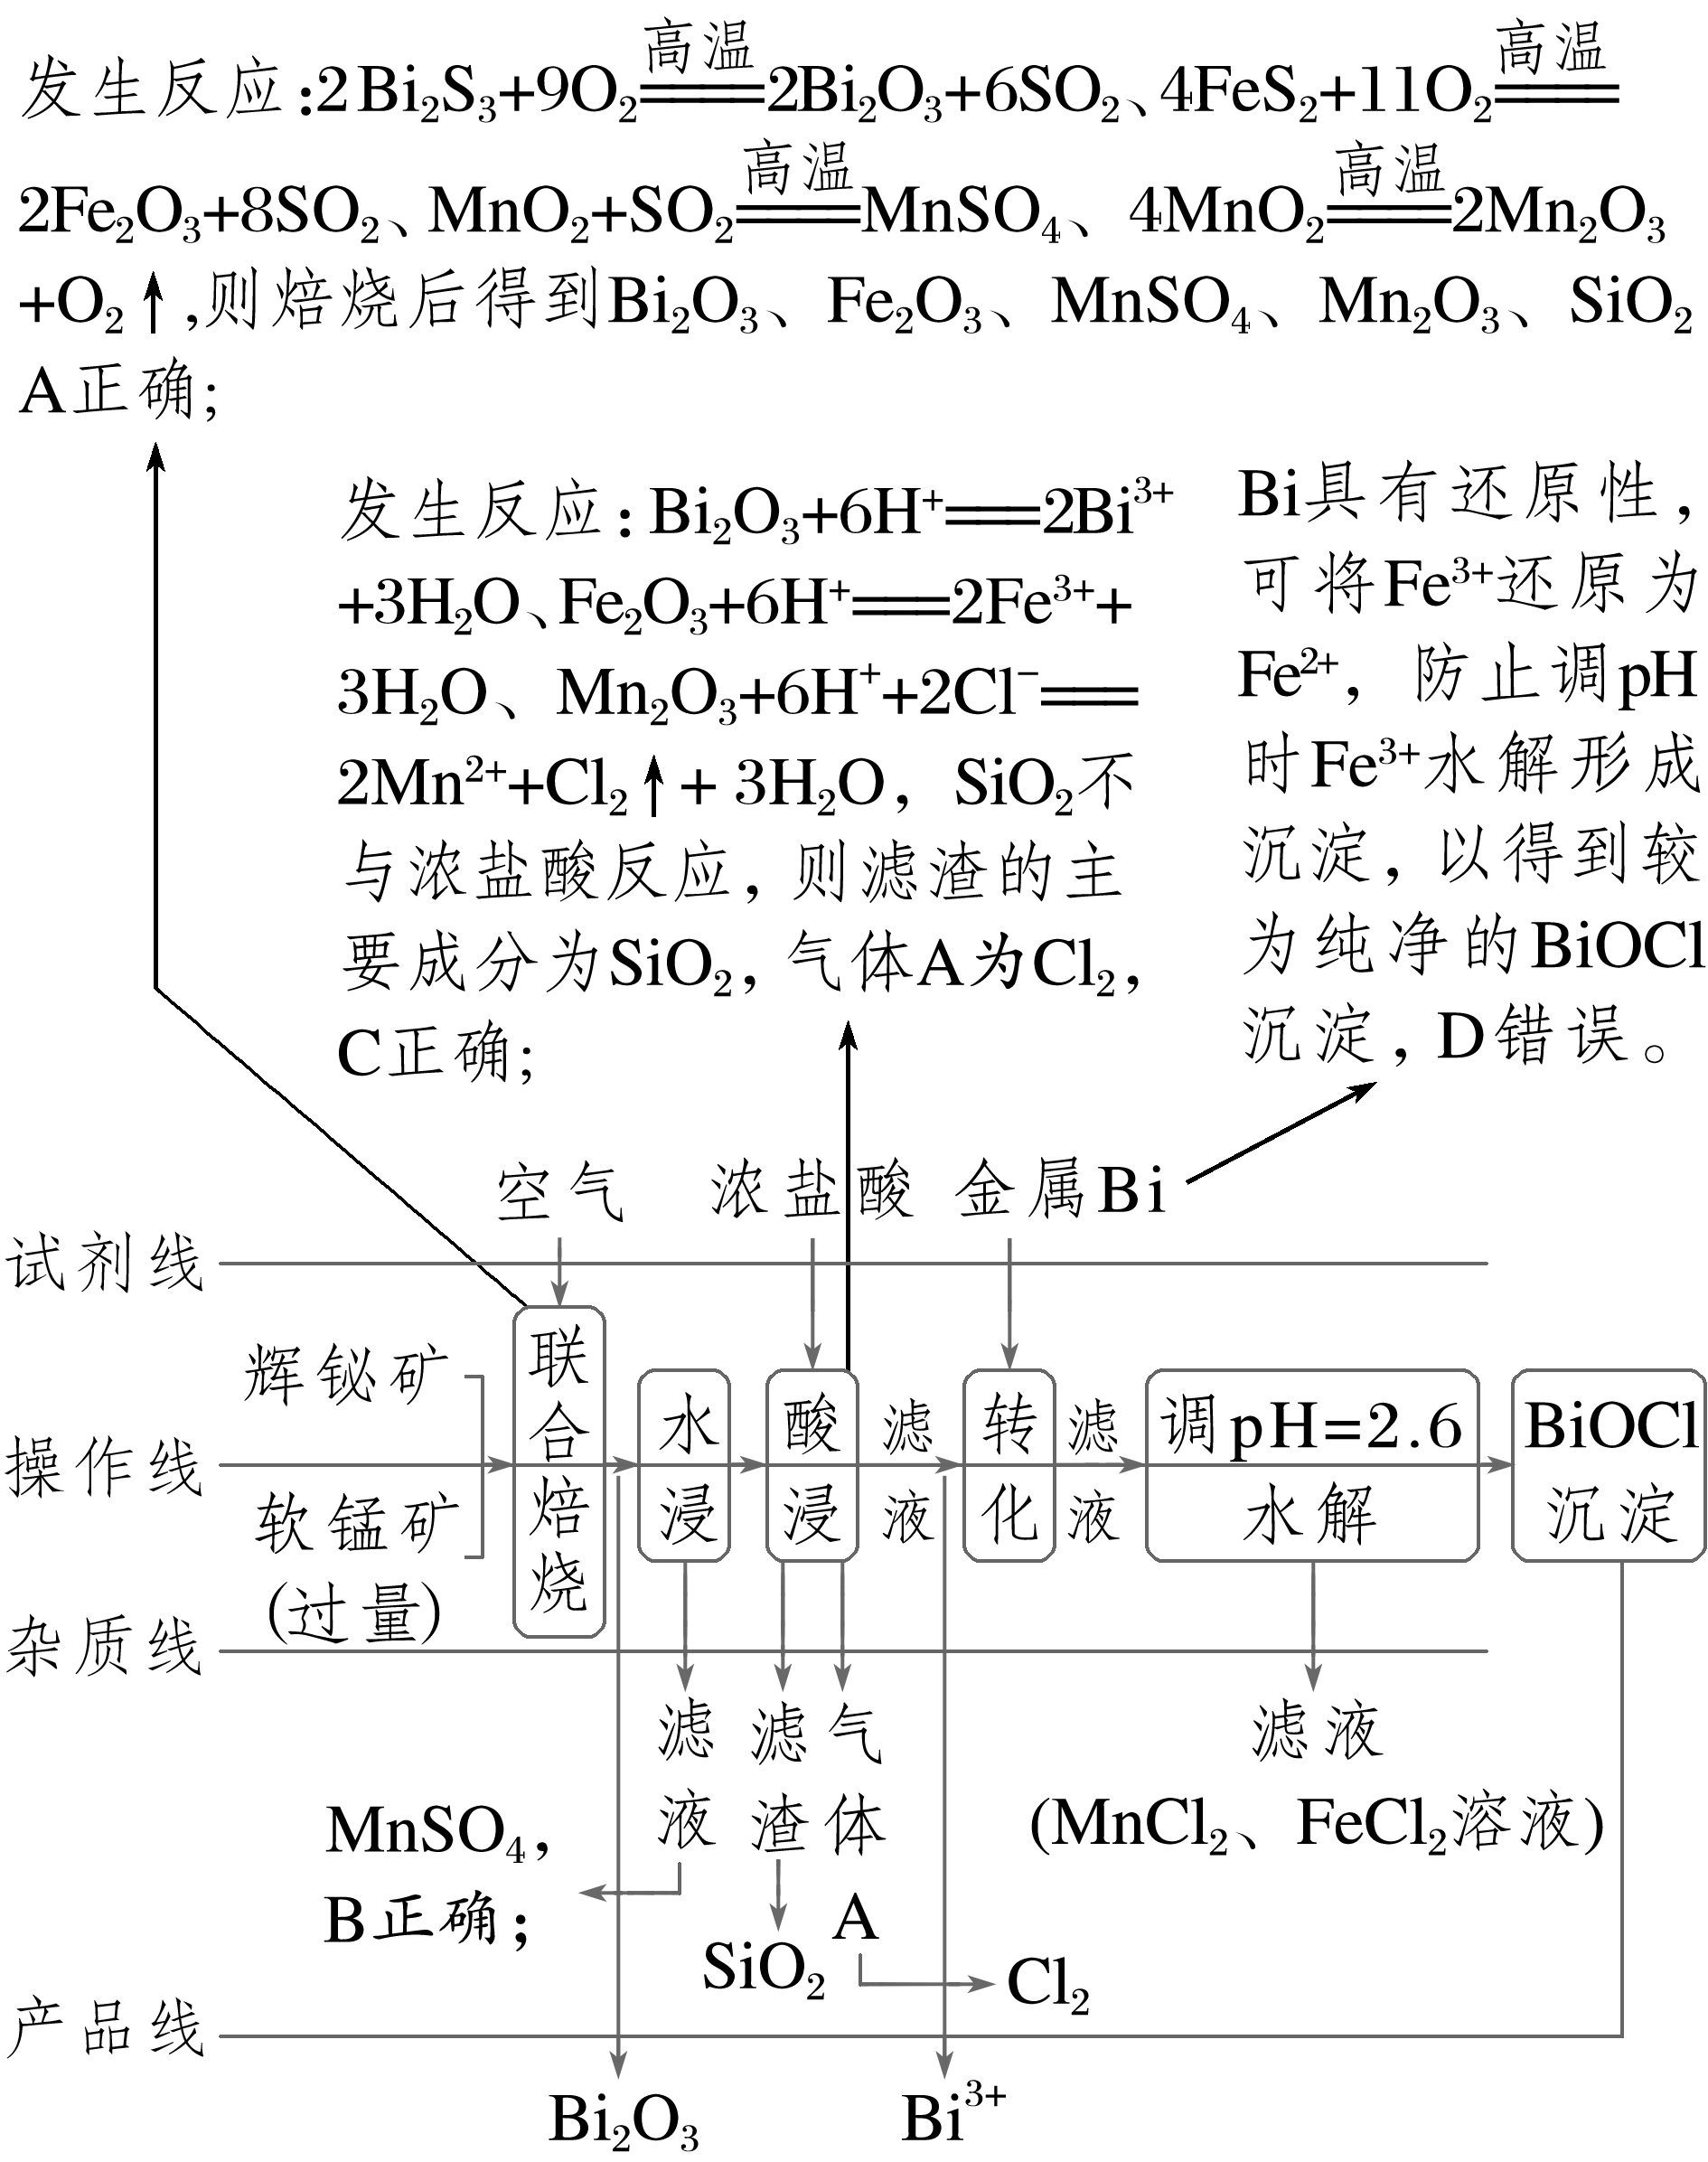 发生反应:2Bi₂S₃+9O₂═(高温)═2Bi₂O₃+6SO₂、4FeS₂+11O₂═(高温)═
2Fe₂O₃+8SO₂、MnO₂+SO₂═(高温)═MnSO₄、4MnO₂═(高温)═2Mn₂O₃
+O₂↑,则焙烧后得到Bi₂O₃、Fe₂O₃、MnSO₄、Mn₂O₃、SiO₂
A正确;
发生反应:Bi₂O₃+6H⁺══2Bi³⁺
+3H₂O、Fe₂O₃+6H⁺══2Fe³⁺+
3H₂O、Mn₂O₃+6H⁺+2Cl⁻══
2Mn²⁺+Cl₂↑+3H₂O,SiO₂不
与浓盐酸反应,则滤渣的主
要成分为SiO₂,气体A为Cl₂,
C正确;
Bi具有还原性,
可将Fe³⁺还原为
Fe²⁺,防止调pH
时Fe³⁺水解形成
沉淀,以得到较
为纯净的BiOCl
沉淀,D错误。
空气 浓盐酸 金属Bi
试剂线
操作线
杂质线
产品线
辉铋矿
软锰矿
(过量)
联合焙烧
水浸
酸浸
滤液
转化
滤液
调pH=2.6
水解
BiOCl
沉淀
滤液
滤渣
气体A
滤液
(MnCl₂、FeCl₂溶液)
MnSO₄,
B正确;
SiO₂
Cl₂
Bi₂O₃
Bi³⁺